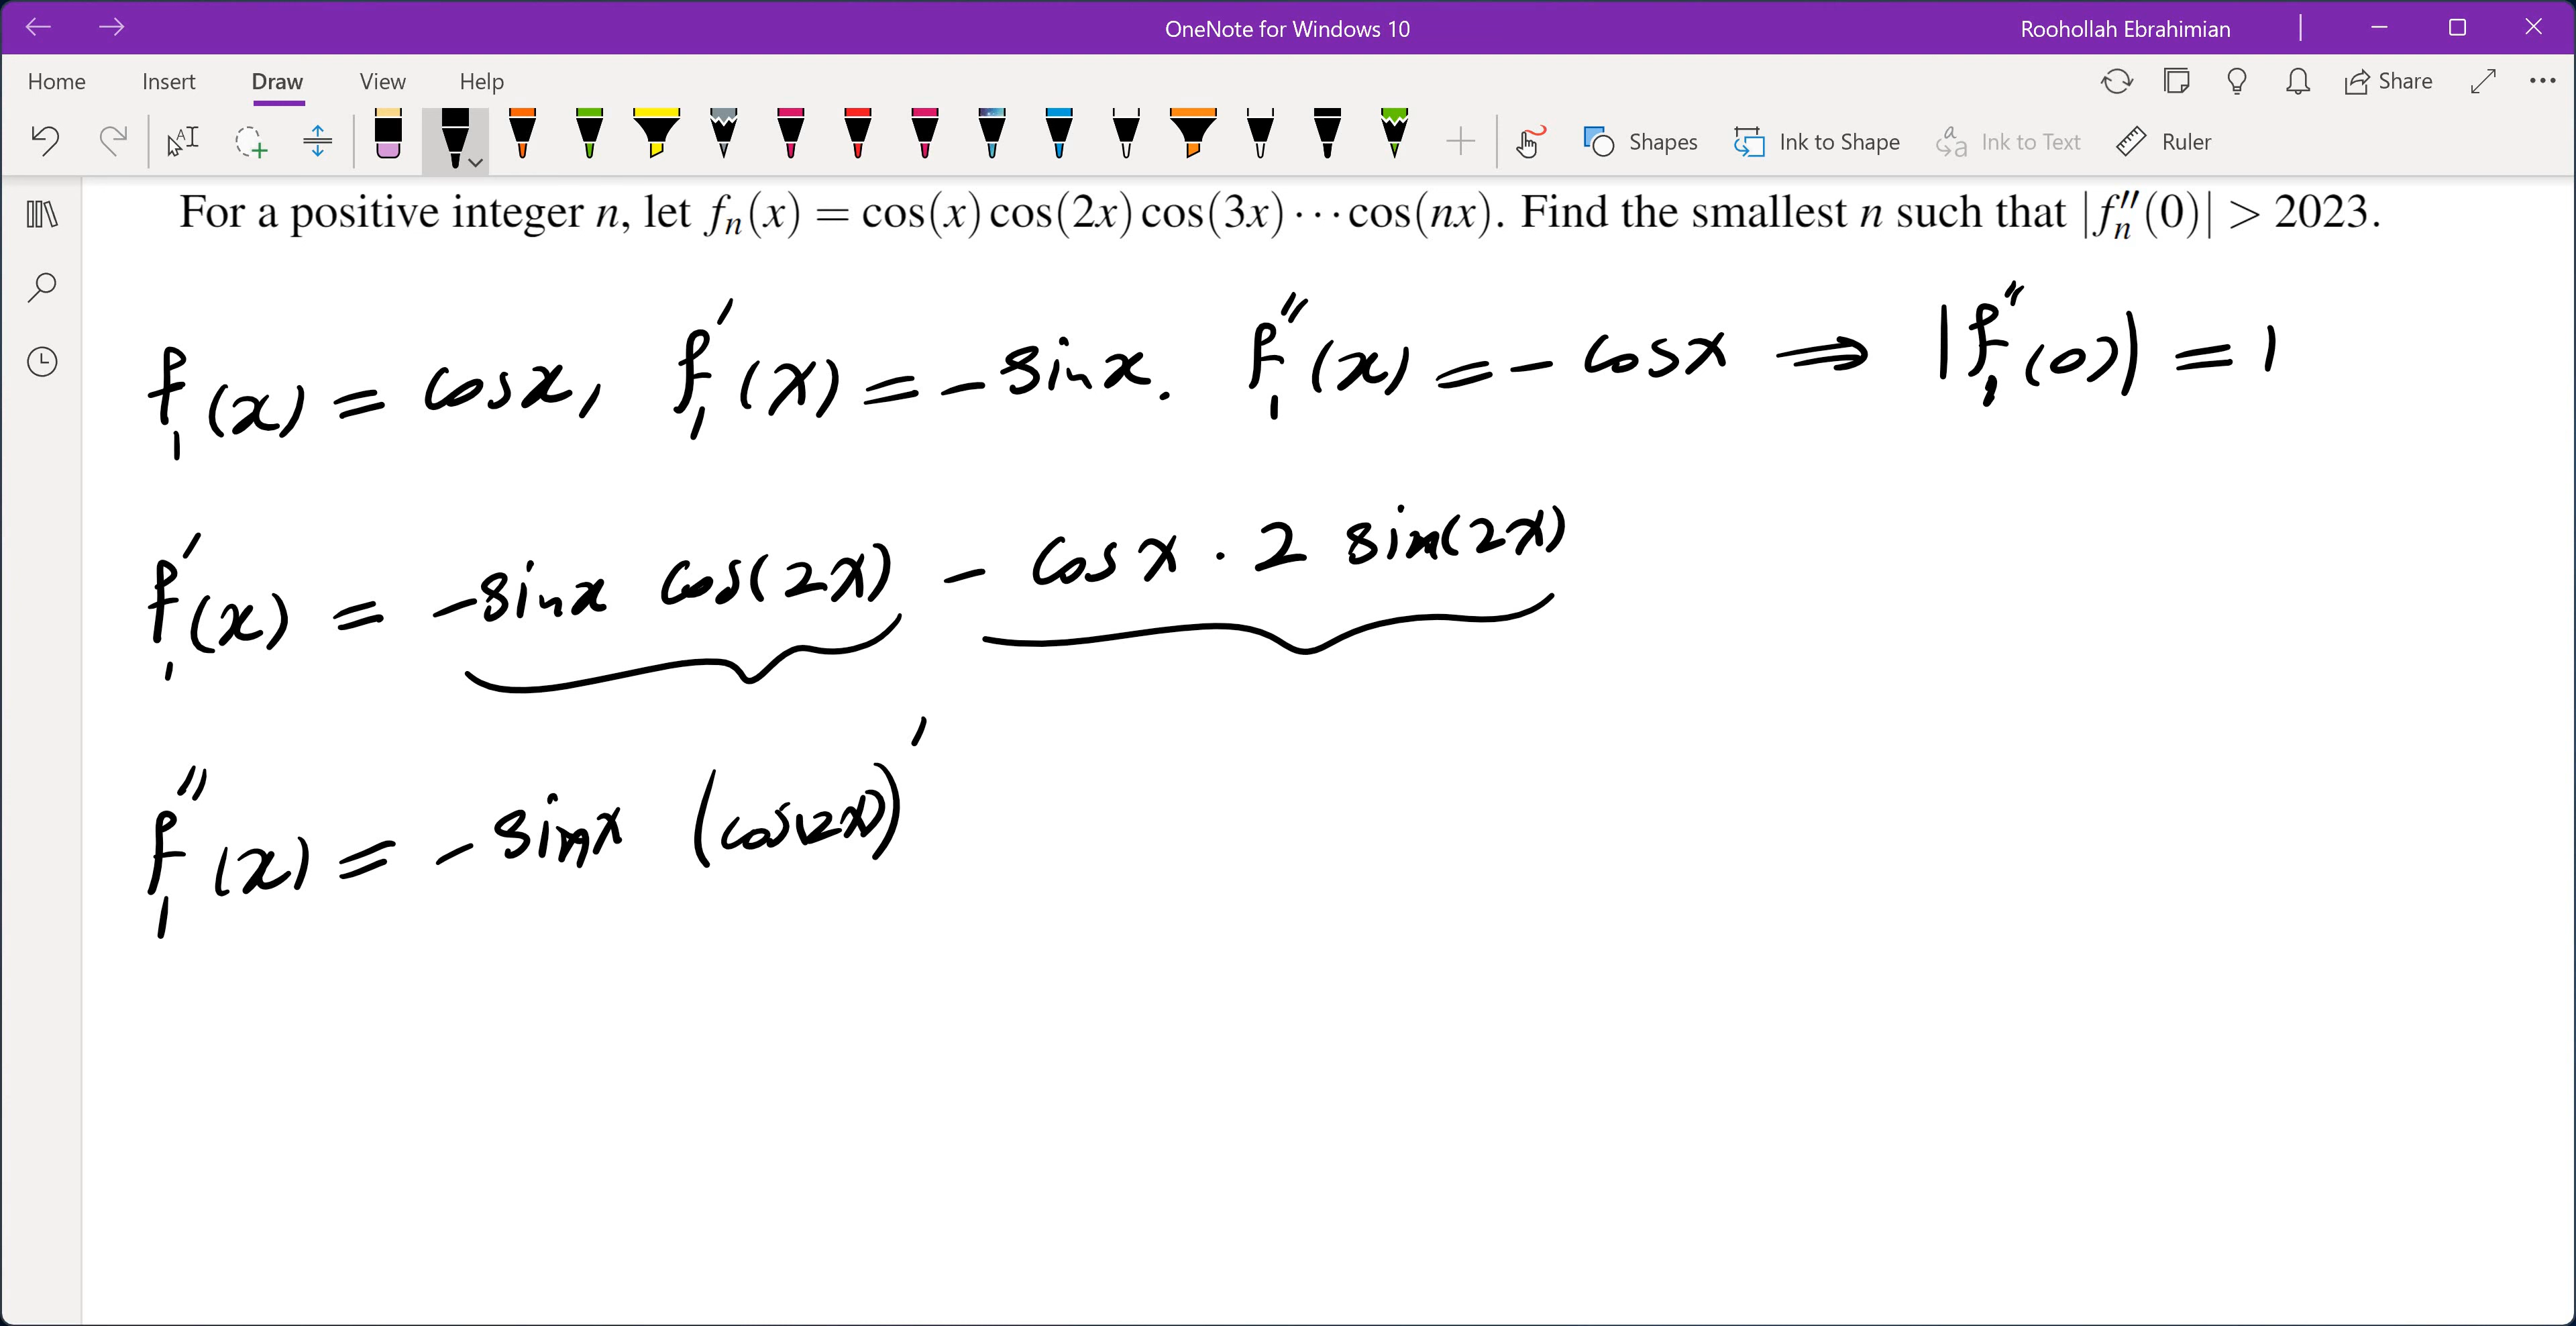 OneNote for Windows 10
Roohollah Ebrahimian
Home Insert Draw View Help
Share
Shapes Ink to Shape Ink to Text Ruler
For a positive integer n, let fₙ(x) = cos(x) cos(2x) cos(3x) ⋯ cos(nx). Find the smallest n such that |fₙ″(0)| > 2023.
f₁(x) = cosx, f₁′(x) = - sinx. f₁″(x) = - cosx ⟹ |f₁″(0)| = 1
f₁′(x) = -sinx cos(2x) - cosx · 2 sin(2x)
f₁″(x) = - sinx (cos(2x))′